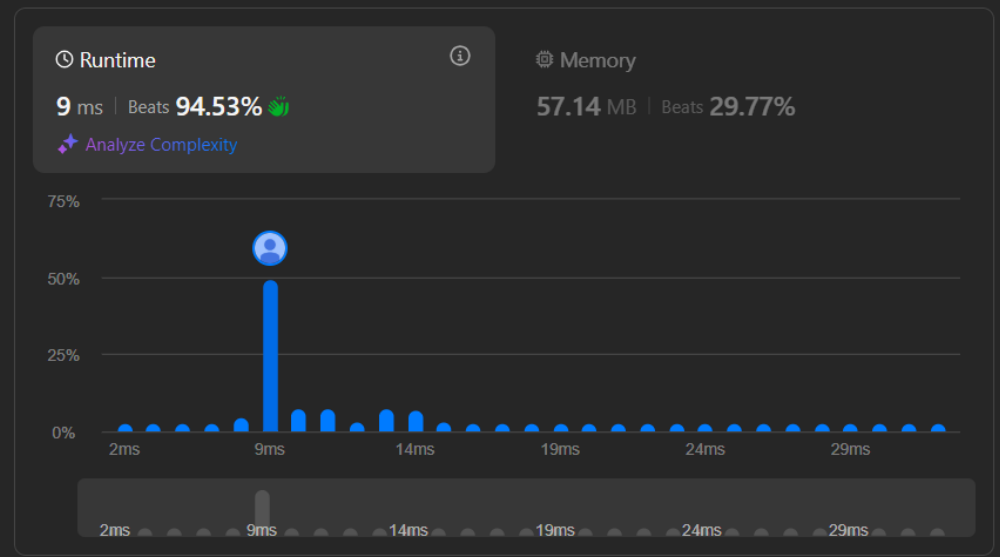 Runtime
9 ms | Beats 94.53%
Analyze Complexity
Memory
57.14 MB | Beats 29.77%
75%
50%
25%
0%
2ms 9ms 14ms 19ms 24ms 29ms
2ms 9ms 14ms 19ms 24ms 29ms